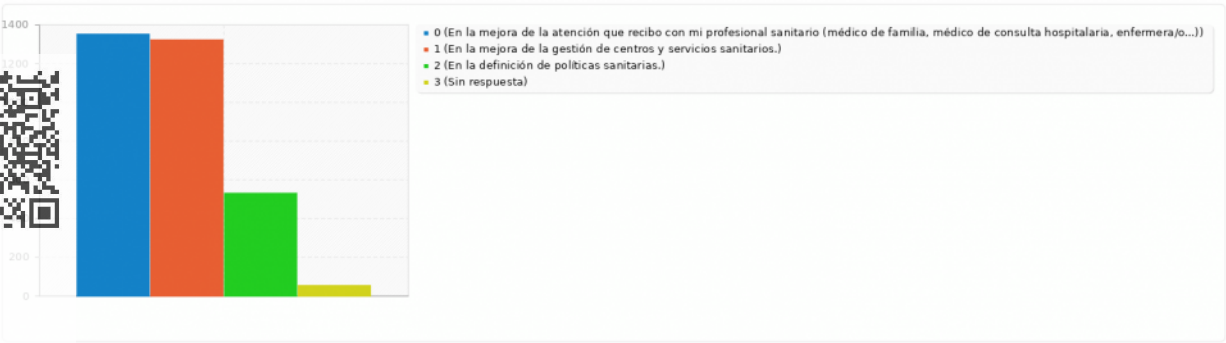 1400
1200
200
0
0 (En la mejora de la atención que recibo con mi profesional sanitario (médico de familia, médico de consulta hospitalaria, enfermera/o...))
1 (En la mejora de la gestión de centros y servicios sanitarios.)
2 (En la definición de políticas sanitarias.)
3 (Sin respuesta)